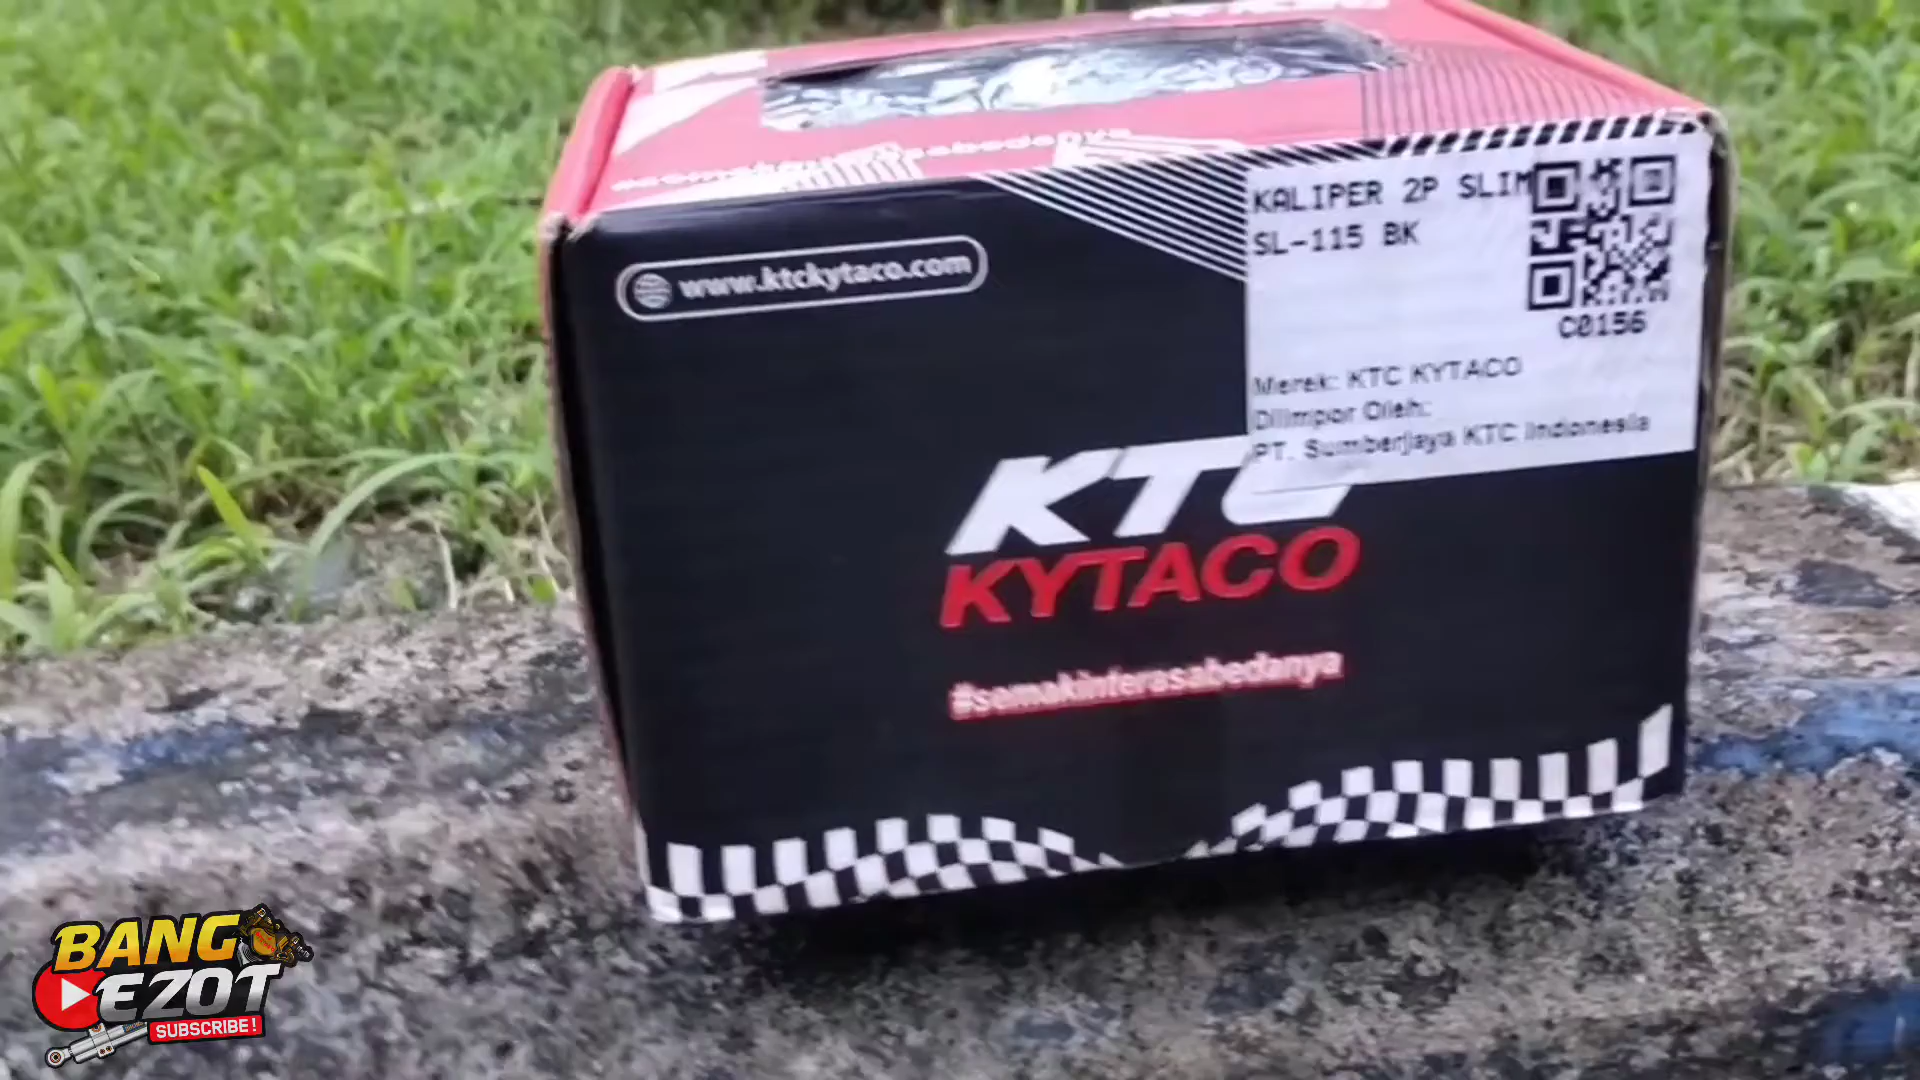 www.ktckytaco.com
KALIPER 2P SLIM
SL-115 BK
C0156
Merek: KTC KYTACO
Diimpor Oleh:
PT. Sumberjaya KTC Indonesia
KTC
KYTACO
#semakinterasabedanya
BANG
EZOT
SUBSCRIBE!